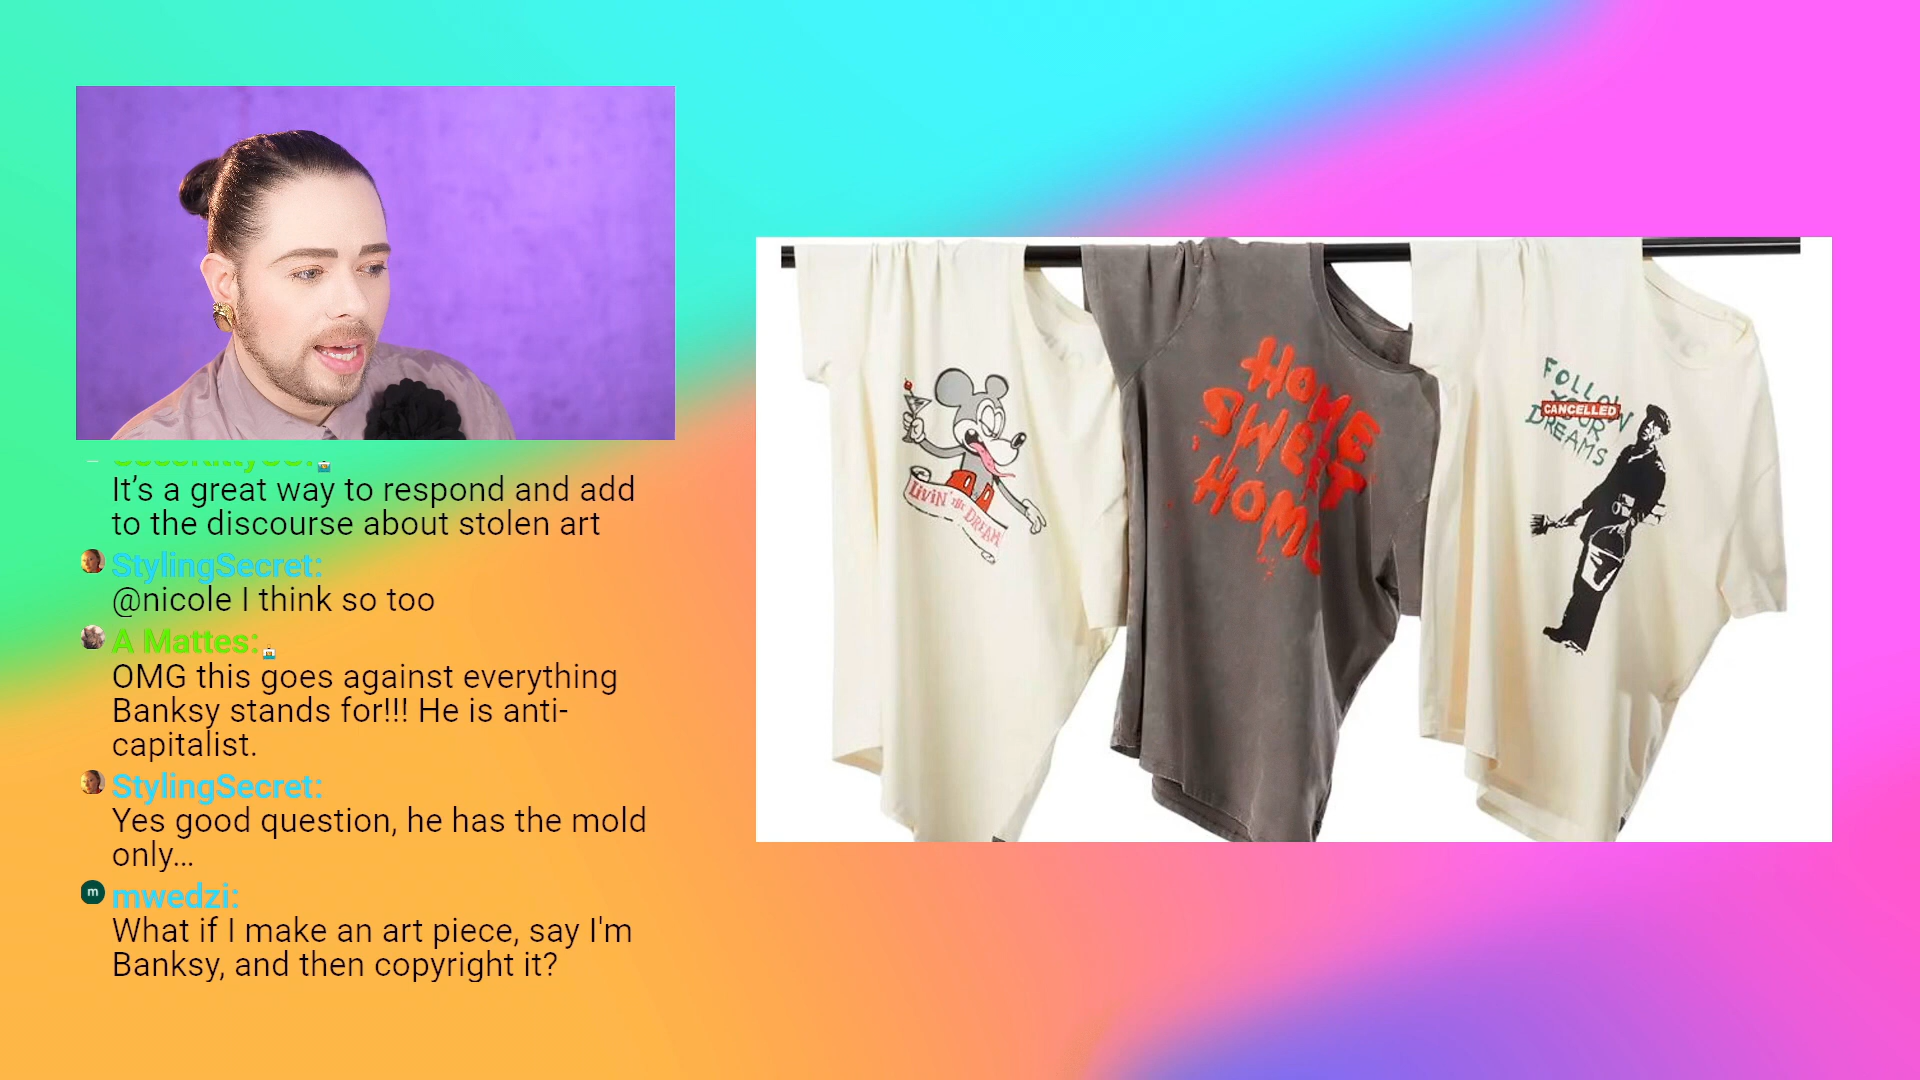 It's a great way to respond and add
to the discourse about stolen art
StylingSecret:
@nicole I think so too
A Mattes:
OMG this goes against everything
Banksy stands for!!! He is anti-
capitalist.
StylingSecret:
Yes good question, he has the mold
only...
m mwedzi:
What if I make an art piece, say I'm
Banksy, and then copyright it?
LIVIN' THE DREAM
HOME
SWEET
HOME
FOLLOW
YOUR
CANCELLED
DREAMS